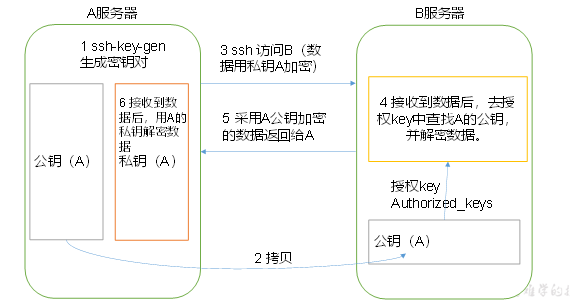 A服务器
B服务器
1 ssh-key-gen
生成密钥对
公钥（A）
6 接收到数
据后，用A的
私钥解密数
据
私钥（A）
3 ssh 访问B（数
据用私钥A加密）
5 采用A公钥加密
的数据返回给A
4 接收到数据后，去授
权key中查找A的公钥，
并解密数据。
授权key
Authorized_keys
公钥（A）
2 拷贝